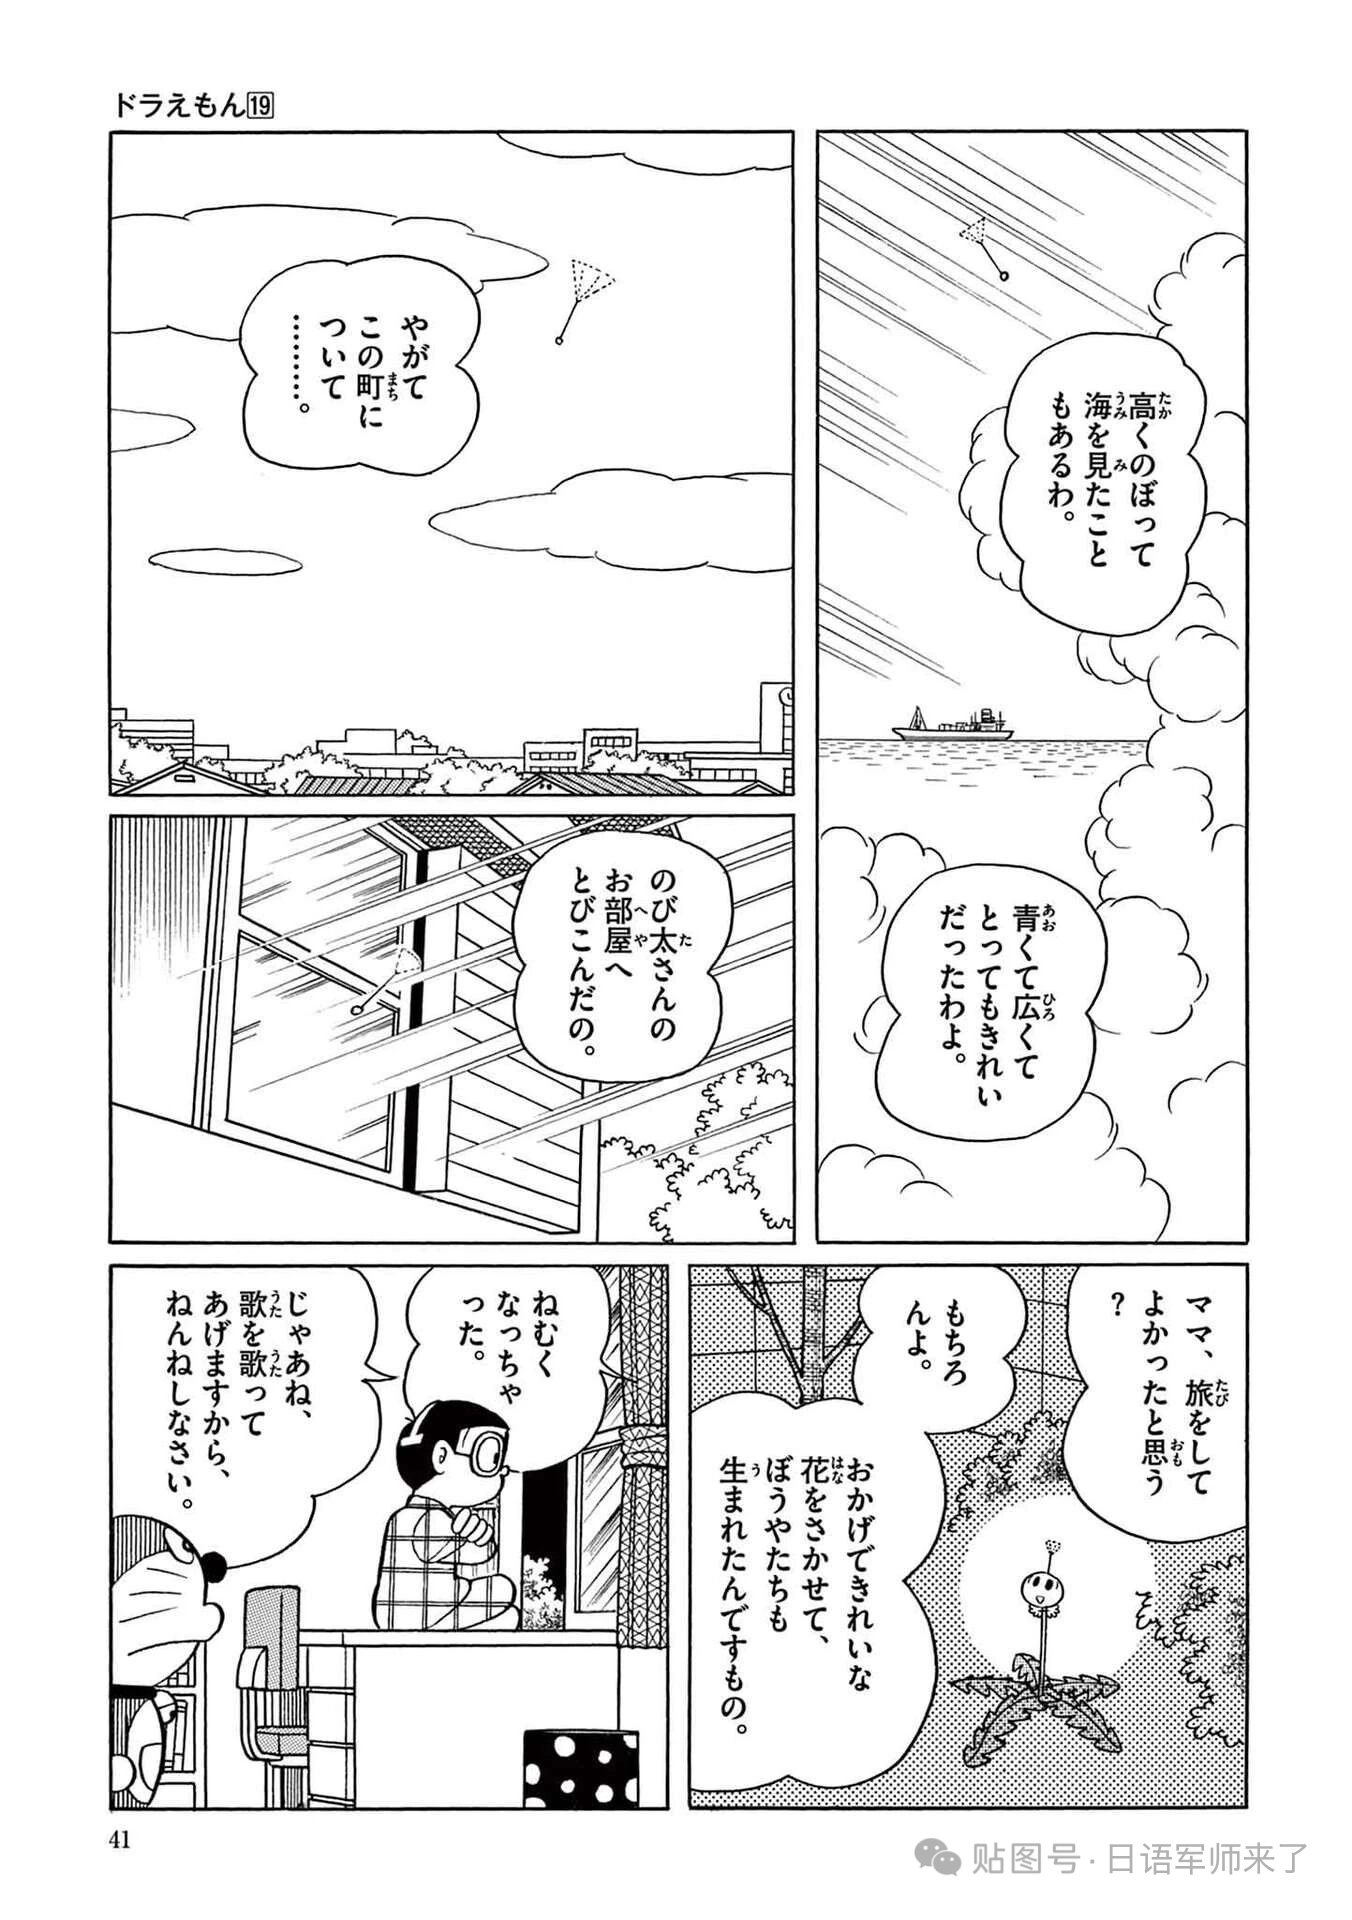 ドラえもん19
高くのぼって
海を見たこと
もあるわ。
青くて広くて
とってもきれい
だったわよ。
やがて
この町に
ついて
………。
のび太さんの
お部屋へ
とびこんだの。
ママ、旅をして
よかったと思う
?
もちろ
んよ。
おかげできれいな
花をさかせて、
ぼうやたちも
生まれたんですもの。
ねむく
なっちゃ
った。
じゃあね、
歌を歌って
あげますから、
ねんねしなさい。
41
贴图号·日语军师来了